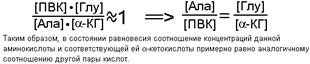 [ПВК]•[Глу] / [Ала]•[α-КГ] ≈1 ⟹ [Ала] / [ПВК] = [Глу] / [α-КГ]
Таким образом, в состоянии равновесия соотношение концентраций данной
аминокислоты и соответствующей ей α-кетокислоты примерно равно аналогичному
соотношению другой пары кислот.